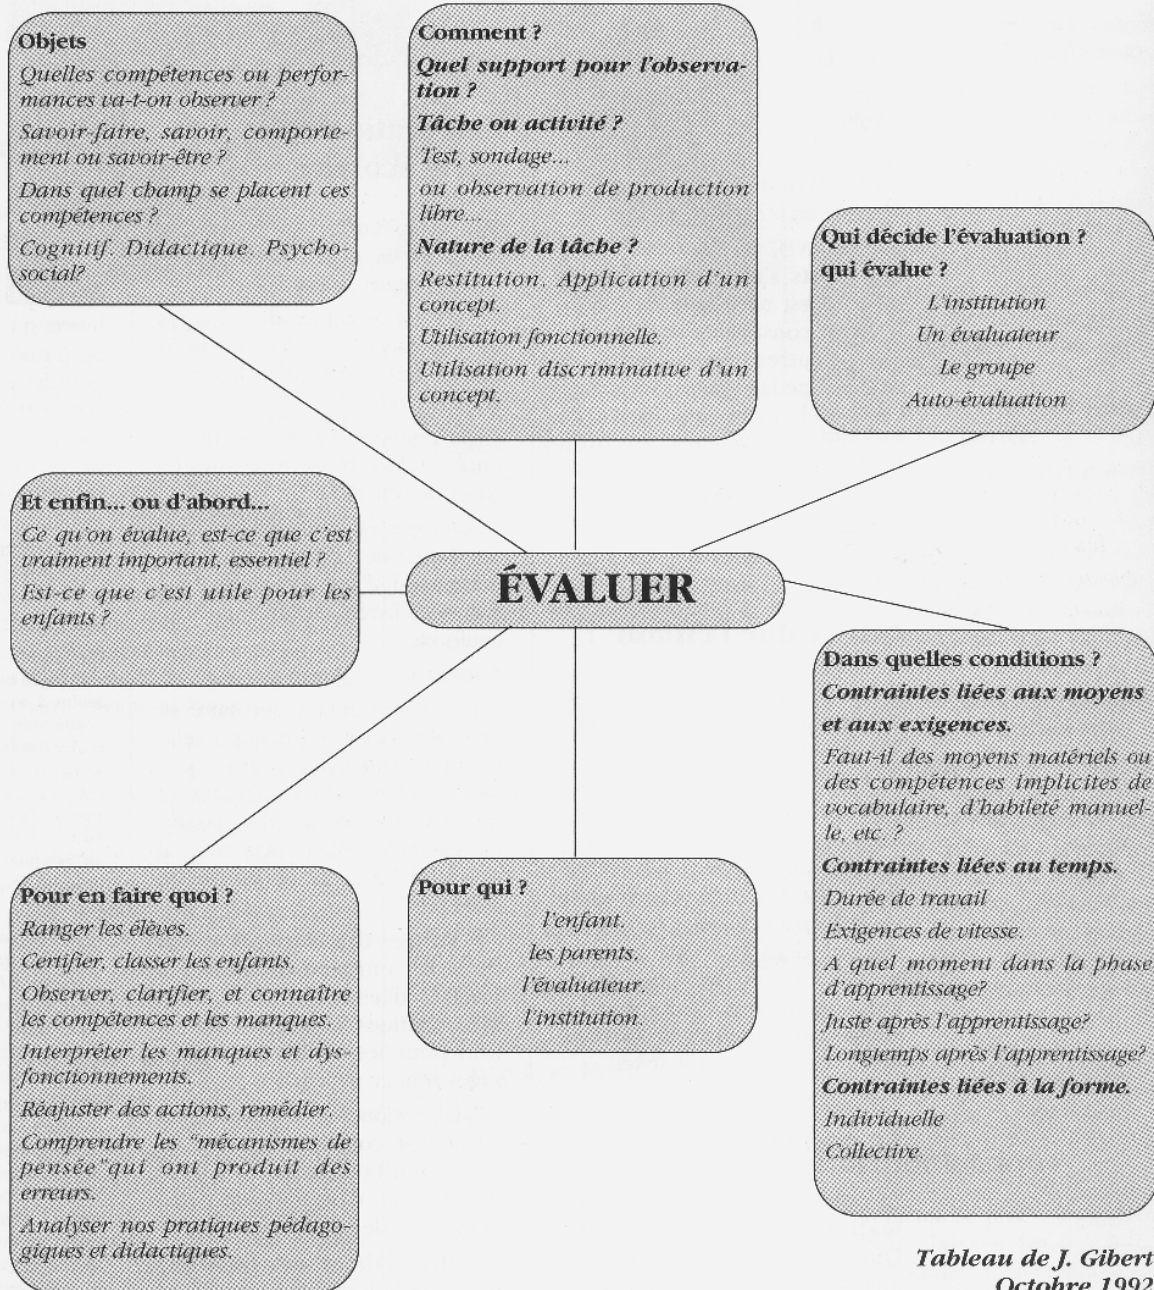 Objets
Quelles compétences ou perfor-
mances va-t-on observer ?
Savoir-faire, savoir, comporte-
ment ou savoir-être ?
Dans quel champ se placent ces
compétences ?
Cognitif. Didactique. Psycho-
social?
Comment ?
Quel support pour l'observa-
tion ?
Tâche ou activité ?
Test, sondage...
ou observation de production
libre...
Nature de la tâche ?
Restitution. Application d'un
concept.
Utilisation fonctionnelle.
Utilisation discriminative d'un
concept.
Qui décide l'évaluation ?
qui évalue ?
L'institution
Un évaluateur
Le groupe
Auto-évaluation
Et enfin... ou d'abord...
Ce qu'on évalue, est-ce que c'est
vraiment important, essentiel ?
Est-ce que c'est utile pour les
enfants ?
ÉVALUER
Dans quelles conditions ?
Contraintes liées aux moyens
et aux exigences.
Faut-il des moyens matériels ou
des compétences implicites de
vocabulaire, d'habileté manuel-
le, etc. ?
Contraintes liées au temps.
Durée de travail
Exigences de vitesse.
A quel moment dans la phase
d'apprentissage?
Juste après l'apprentissage?
Longtemps après l'apprentissage?
Contraintes liées à la forme.
Individuelle
Collective.
Pour en faire quoi ?
Ranger les élèves.
Certifier, classer les enfants.
Observer, clarifier, et connaître
les compétences et les manques.
Interpréter les manques et dys-
fonctionnements.
Réajuster des actions, remédier.
Comprendre les "mécanismes de
pensée"qui ont produit des
erreurs.
Analyser nos pratiques pédago-
giques et didactiques.
Pour qui ?
l'enfant.
les parents.
l'évaluateur.
l'institution.
Tableau de J. Gibert
Octobre 1992